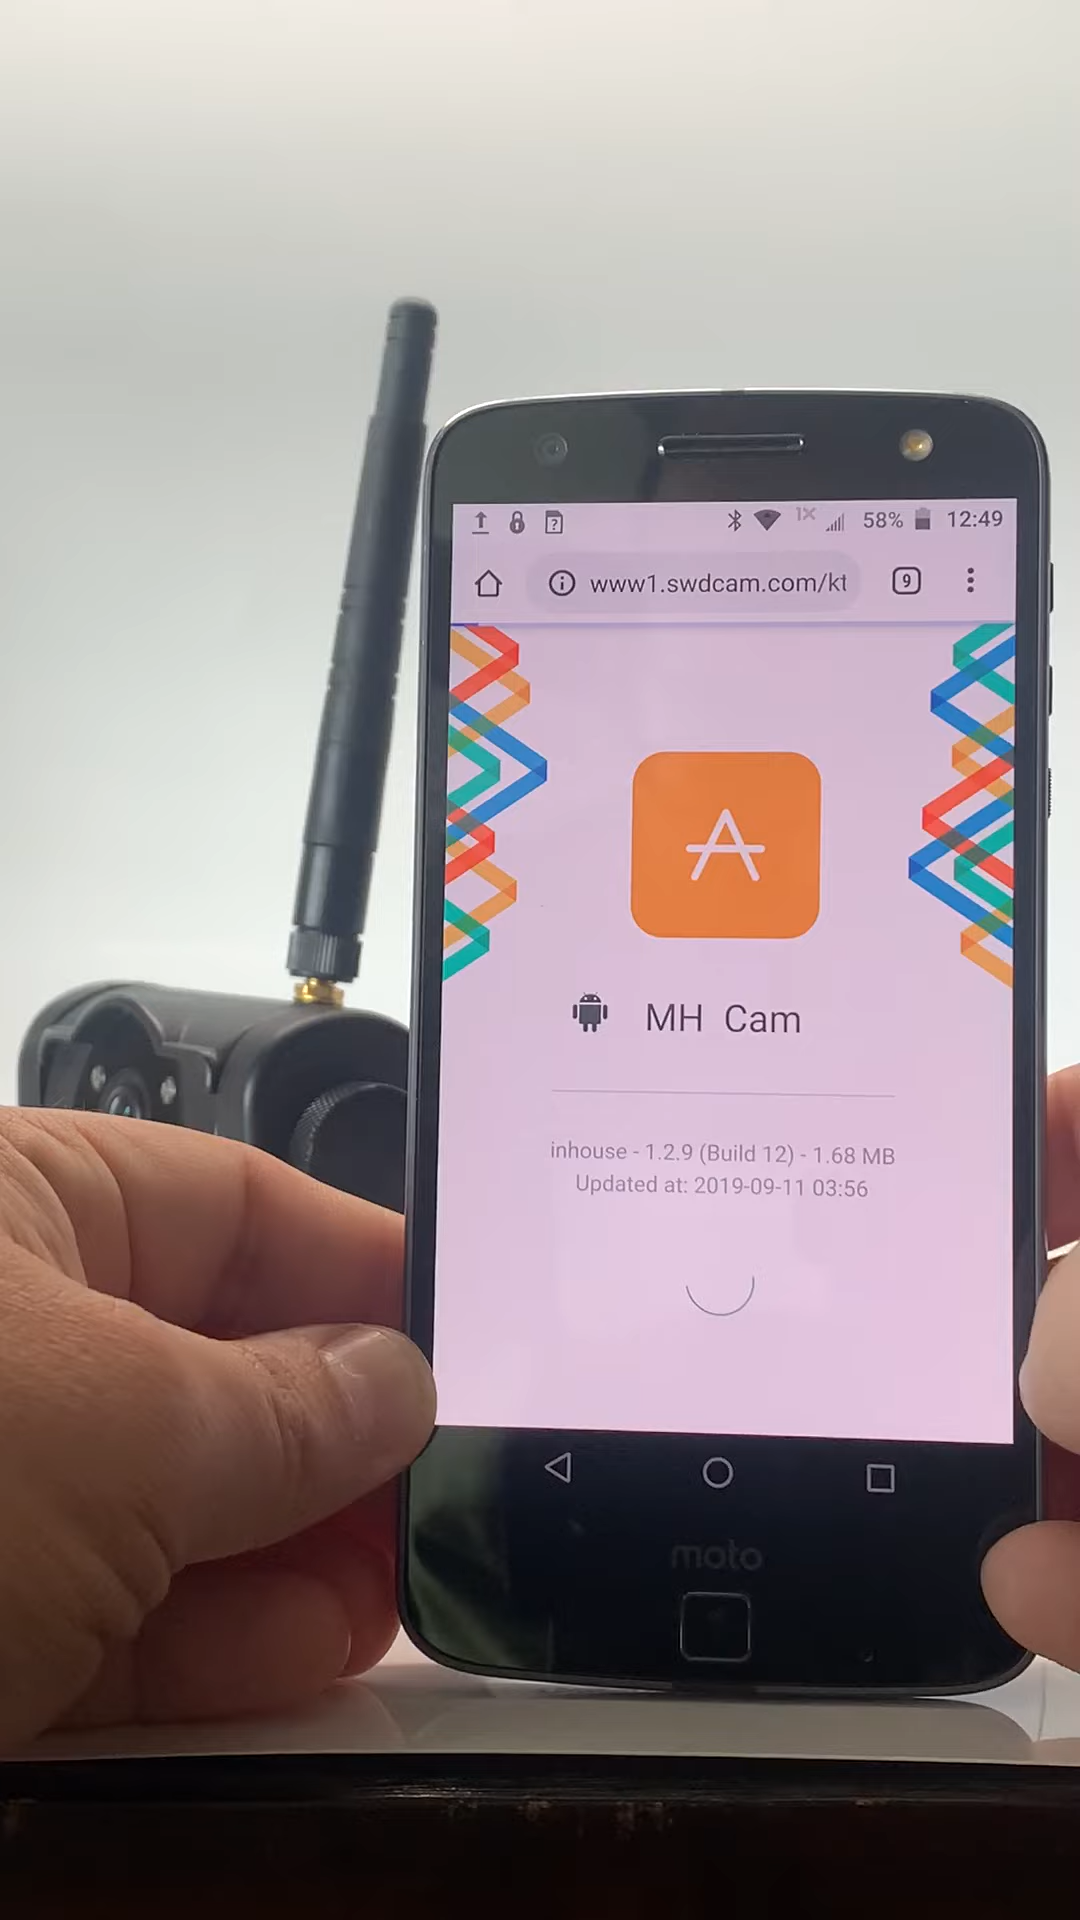 1X 58% 12:49
www1.swdcam.com/kt 9
MH Cam
inhouse - 1.2.9 (Build 12) - 1.68 MB
Updated at: 2019-09-11 03:56
moto